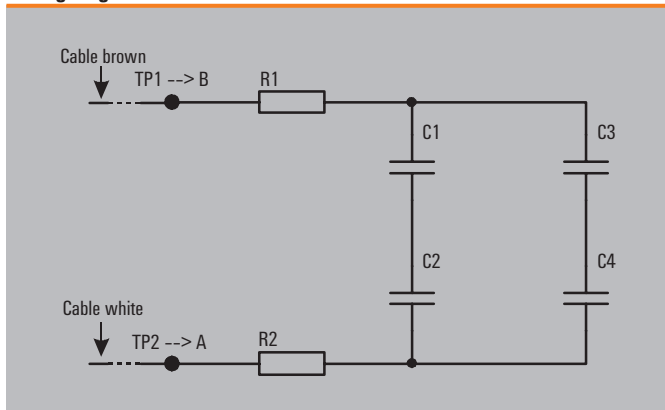 Cable brown
TP1 --> B
R1
C1
C3
C2
C4
Cable white
TP2 --> A
R2